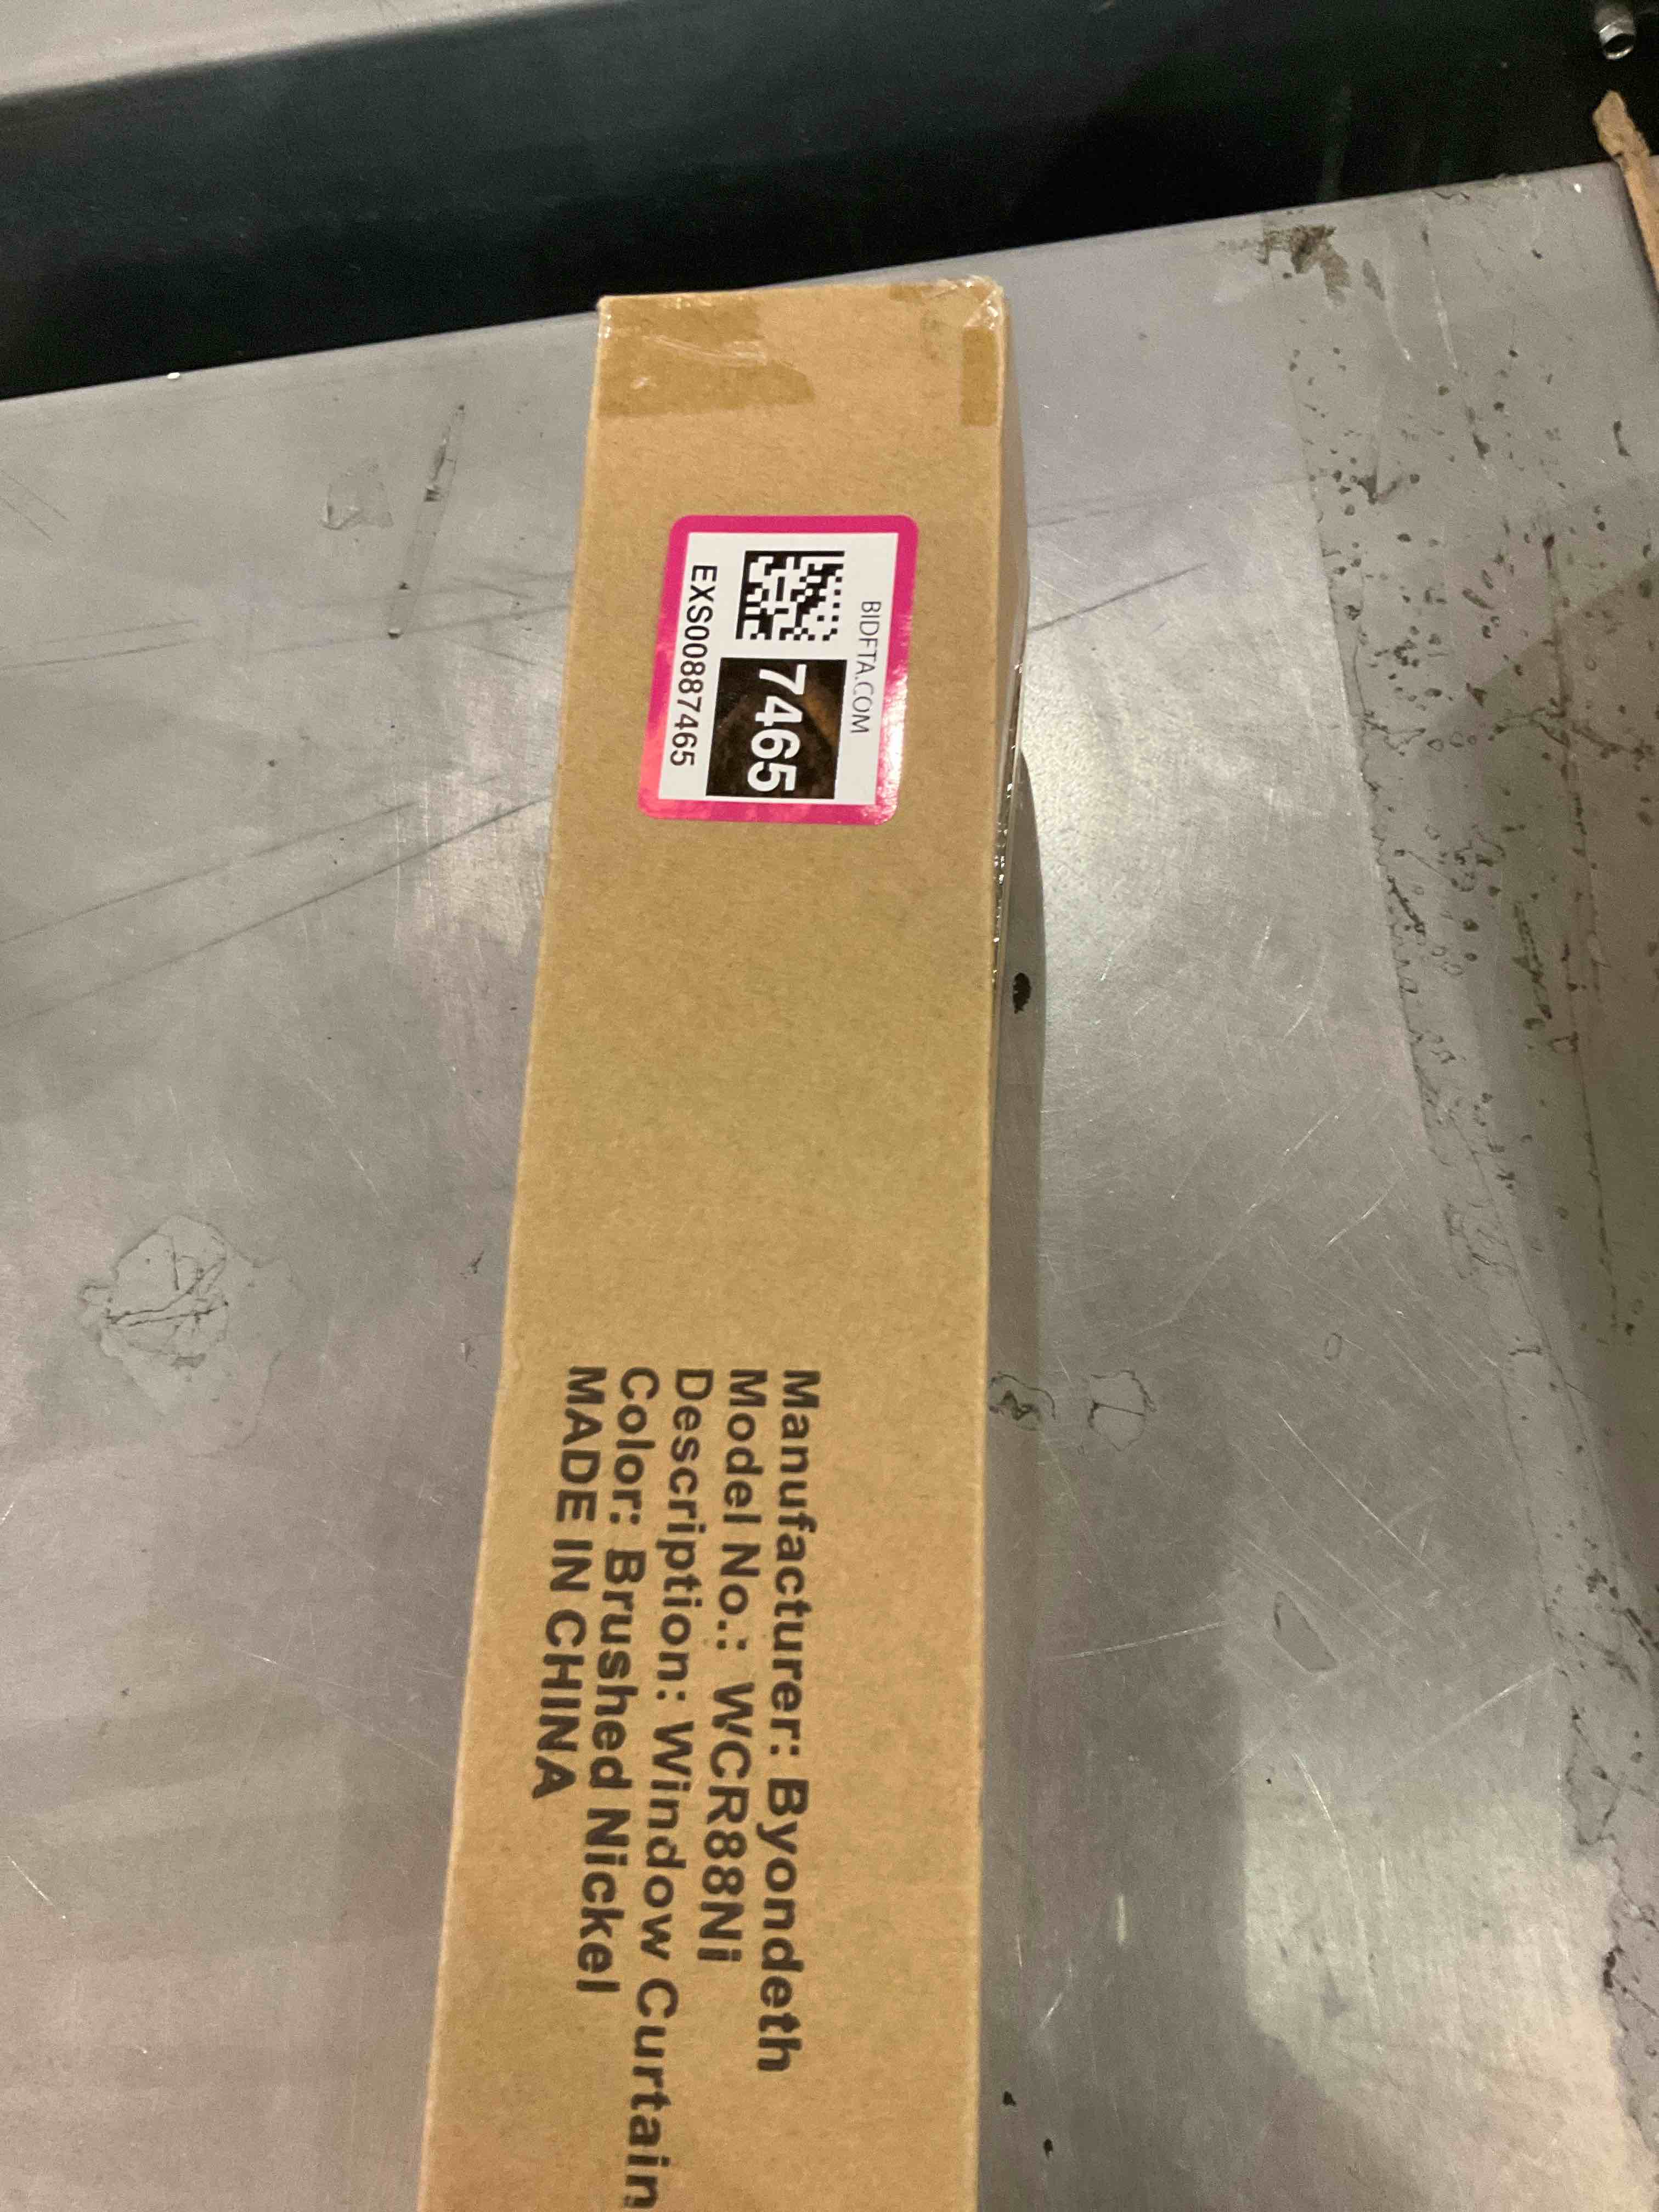 BIDFTA.COM
7465
EXS00887465
Manufacturer: Byondeth
Model No.: WCR88Ni
Description: Window Curtain
Color: Brushed Nickel
MADE IN CHINA